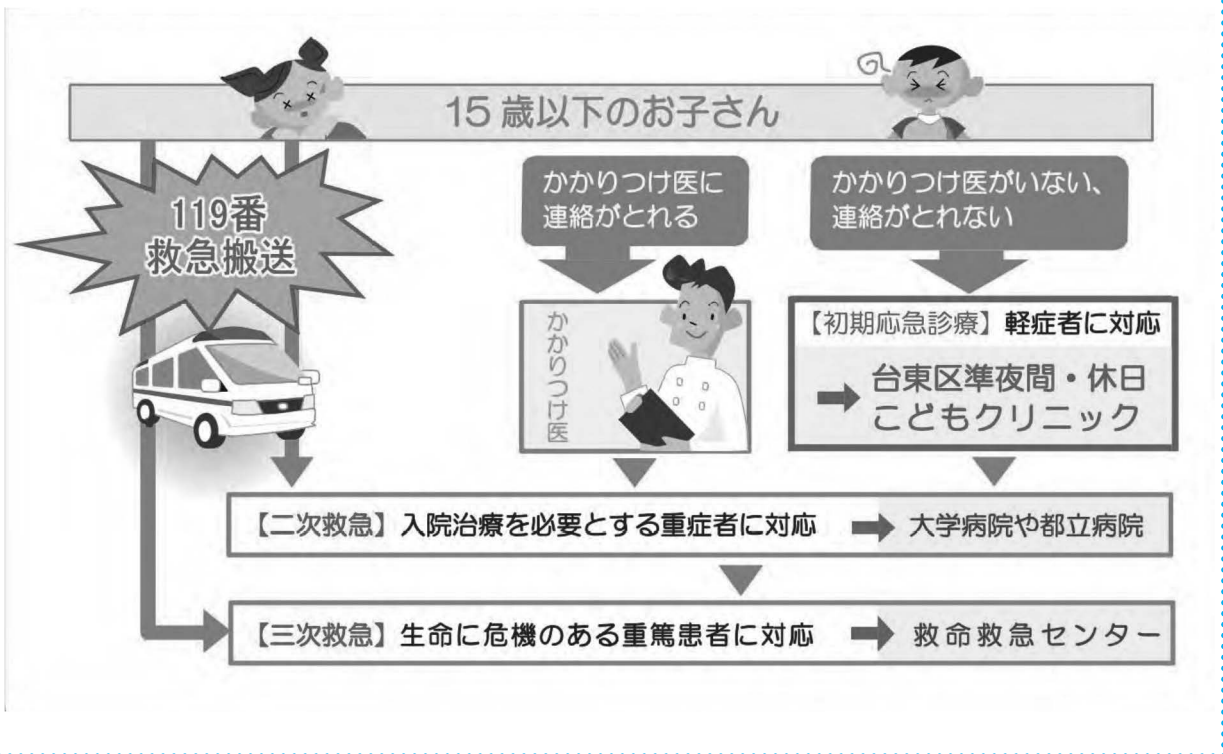 15歳以下のお子さん
119番
救急搬送
かかりつけ医に
連絡がとれる
かかりつけ医がいない、
連絡がとれない
かかりつけ医
【初期応急診療】軽症者に対応
台東区準夜間・休日
こどもクリニック
【二次救急】入院治療を必要とする重症者に対応
大学病院や都立病院
【三次救急】生命に危機のある重篤患者に対応
救命救急センター